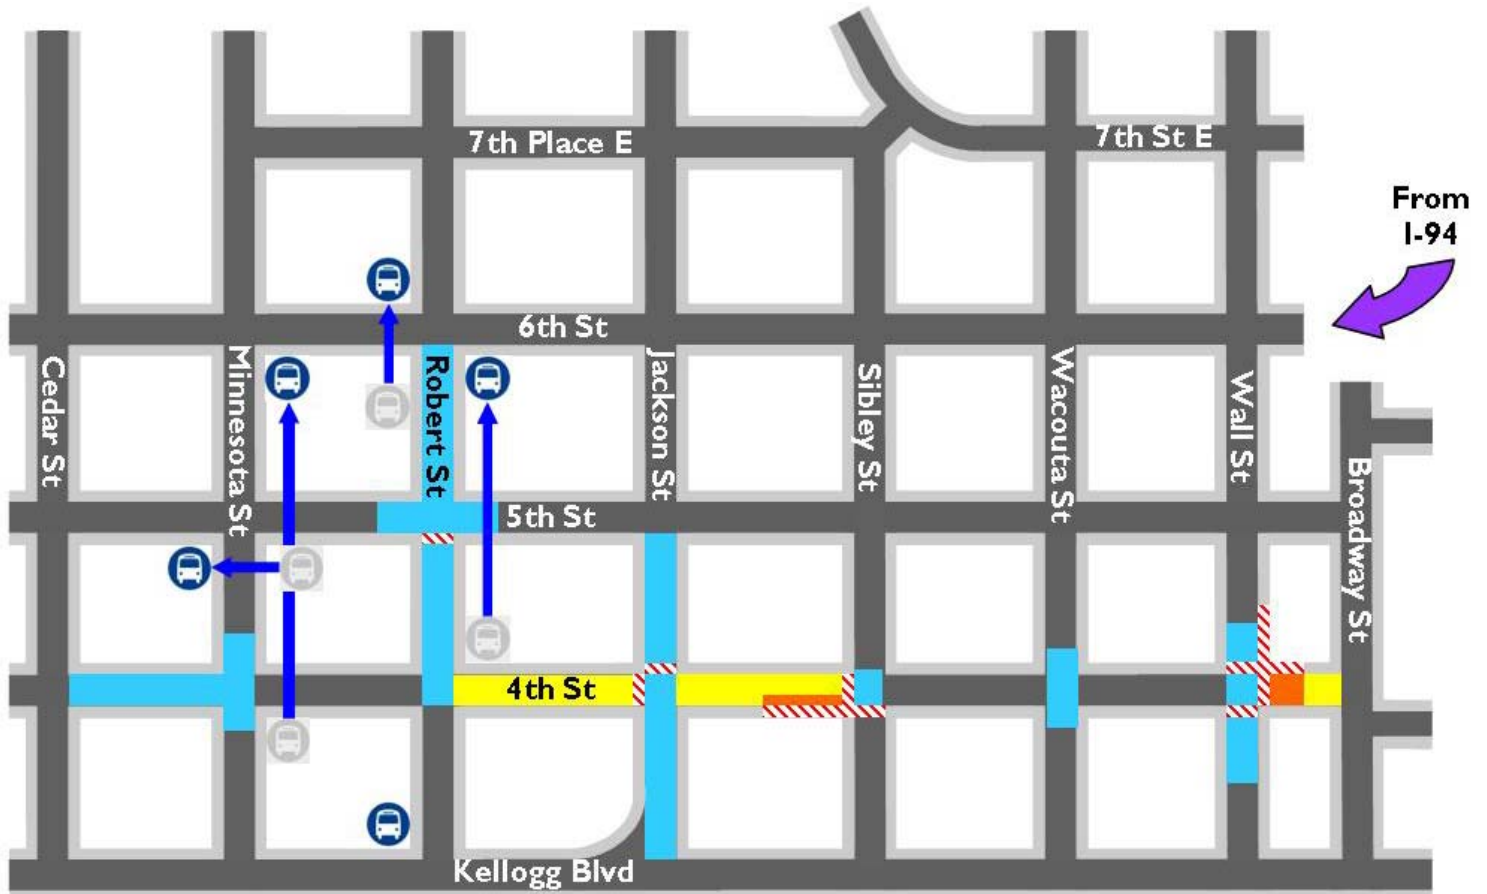 7th Place E
7th St E
From
I-94
6th St
Cedar St
Minnesota St
Robert St
Jackson St
Sibley St
Wacouta St
Wall St
Broadway St
5th St
4th St
Kellogg Blvd